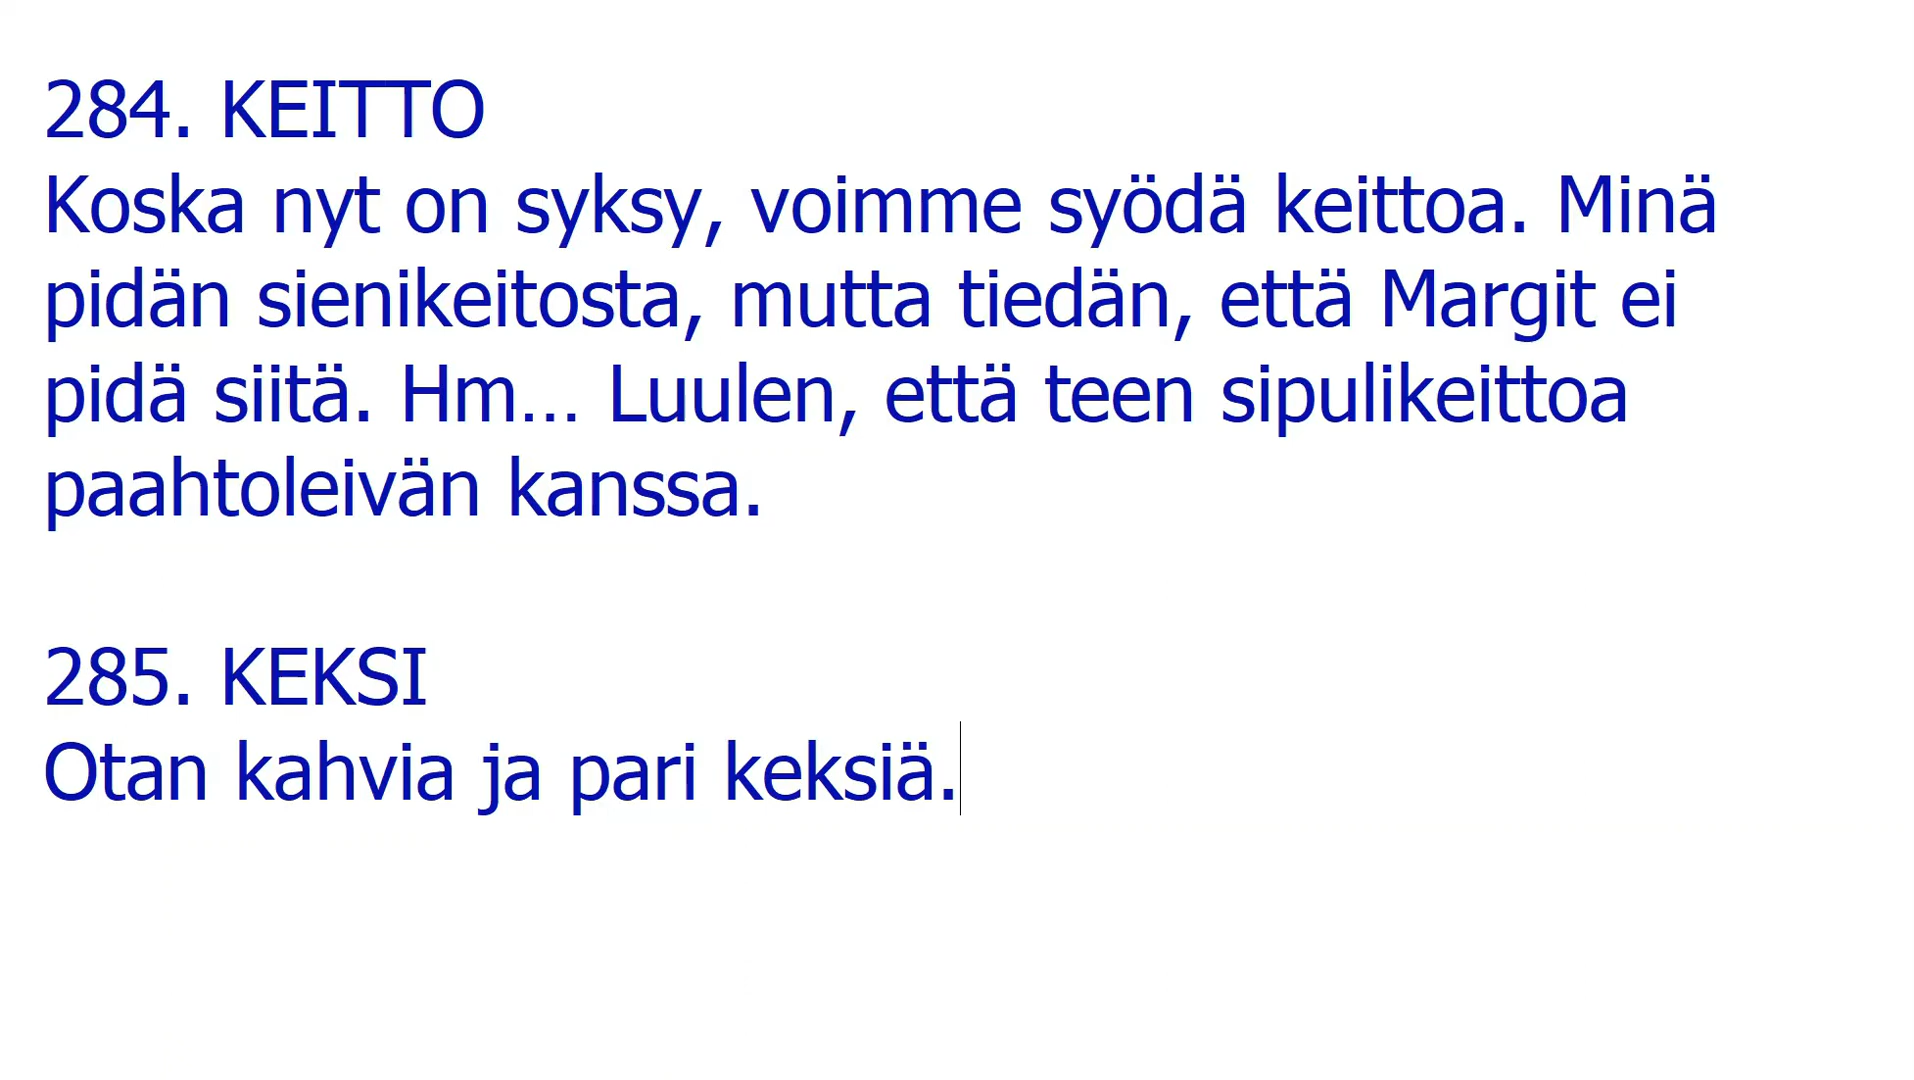 284. KEITTO
Koska nyt on syksy, voimme syödä keittoa. Minä
pidän sienikeitosta, mutta tiedän, että Margit ei
pidä siitä. Hm... Luulen, että teen sipulikeittoa
paahtoleivän kanssa.
285. KEKSI
Otan kahvia ja pari keksiä.